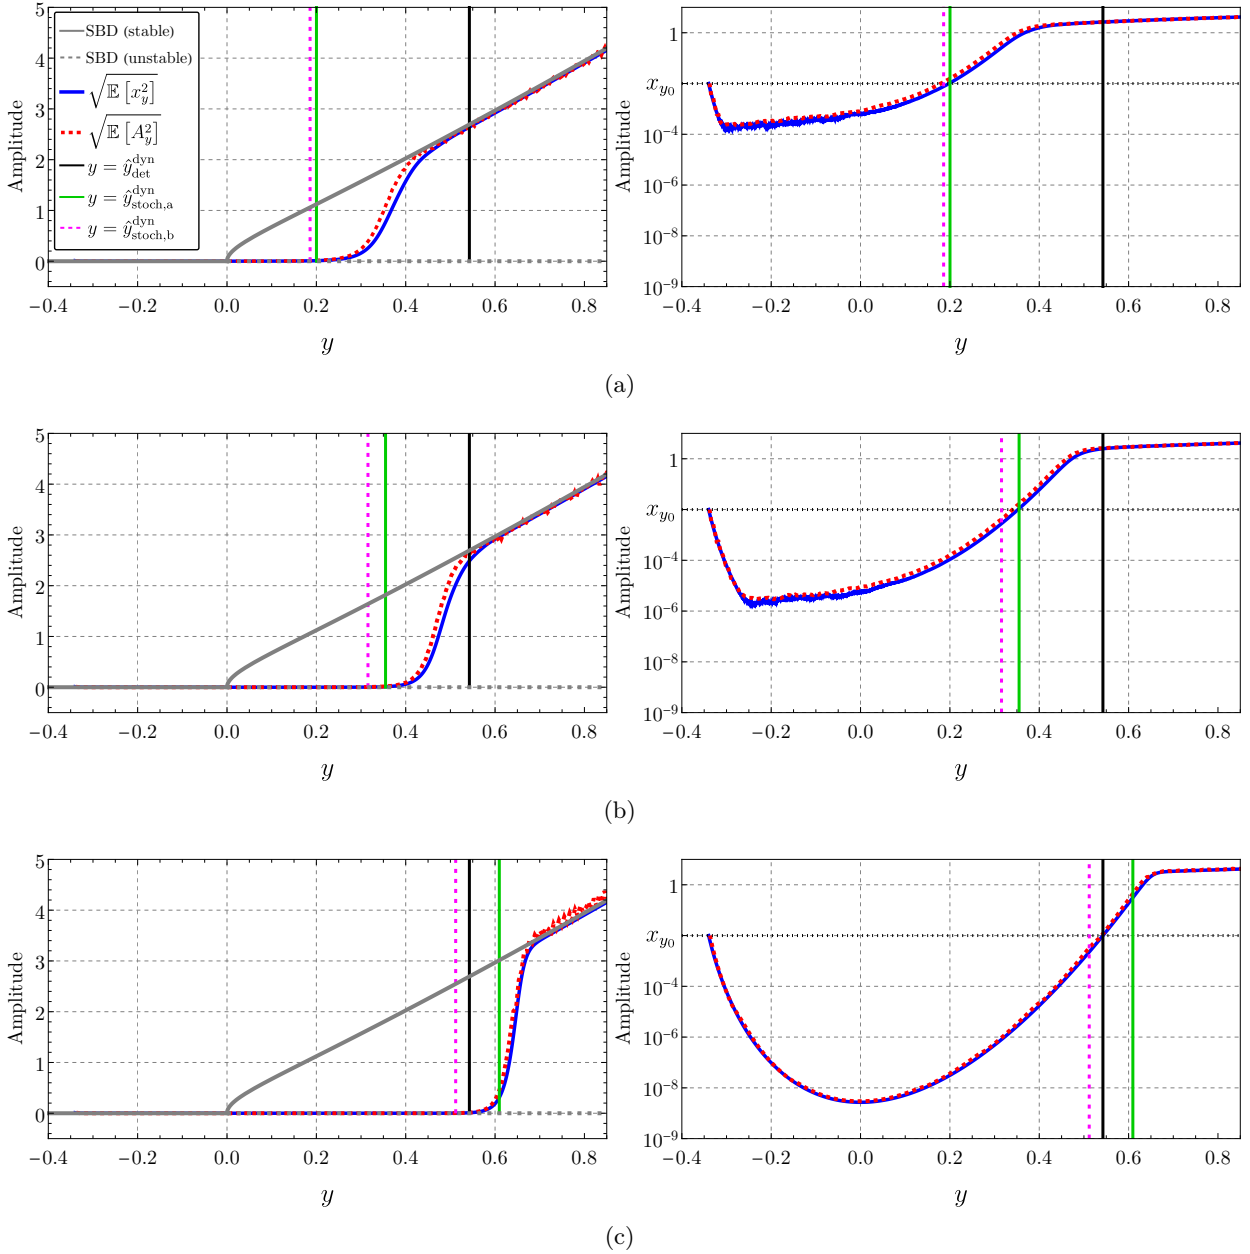 5
4
3
2
1
0
Amplitude
SBD (stable)
SBD (unstable)
√𝔼 [x_y^2]
√𝔼 [A_y^2]
y = ŷ_det^dyn
y = ŷ_stoch,a^dyn
y = ŷ_stoch,b^dyn
−0.4 −0.2 0.0 0.2 0.4 0.6 0.8
y
1
x_{y_0}
10^−4
10^−6
10^−8
10^−9
Amplitude
−0.4 −0.2 0.0 0.2 0.4 0.6 0.8
y
(a)
5
4
3
2
1
0
Amplitude
−0.4 −0.2 0.0 0.2 0.4 0.6 0.8
y
1
x_{y_0}
10^−4
10^−6
10^−8
10^−9
Amplitude
−0.4 −0.2 0.0 0.2 0.4 0.6 0.8
y
(b)
5
4
3
2
1
0
Amplitude
−0.4 −0.2 0.0 0.2 0.4 0.6 0.8
y
1
x_{y_0}
10^−4
10^−6
10^−8
10^−9
Amplitude
−0.4 −0.2 0.0 0.2 0.4 0.6 0.8
y
(c)